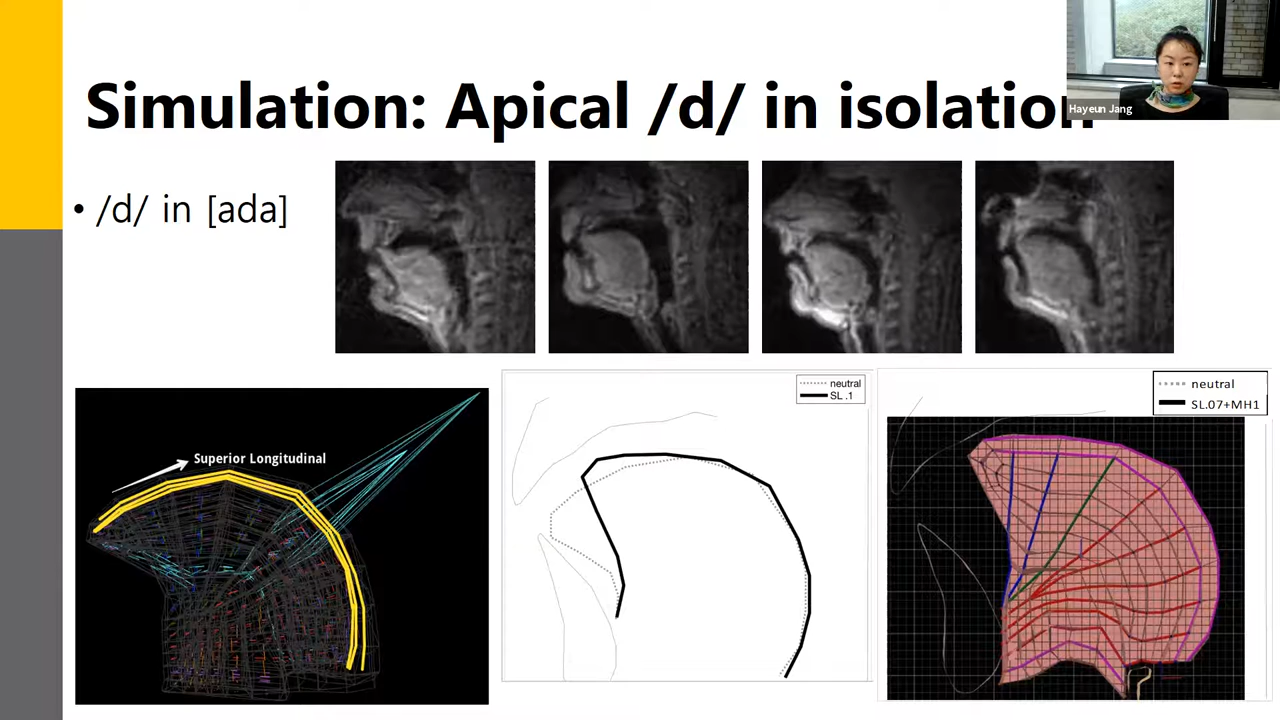 Simulation: Apical /d/ in isolation
Hayeun Jang
• /d/ in [ada]
Superior Longitudinal
neutral
SL .1
neutral
SL.07+MH1